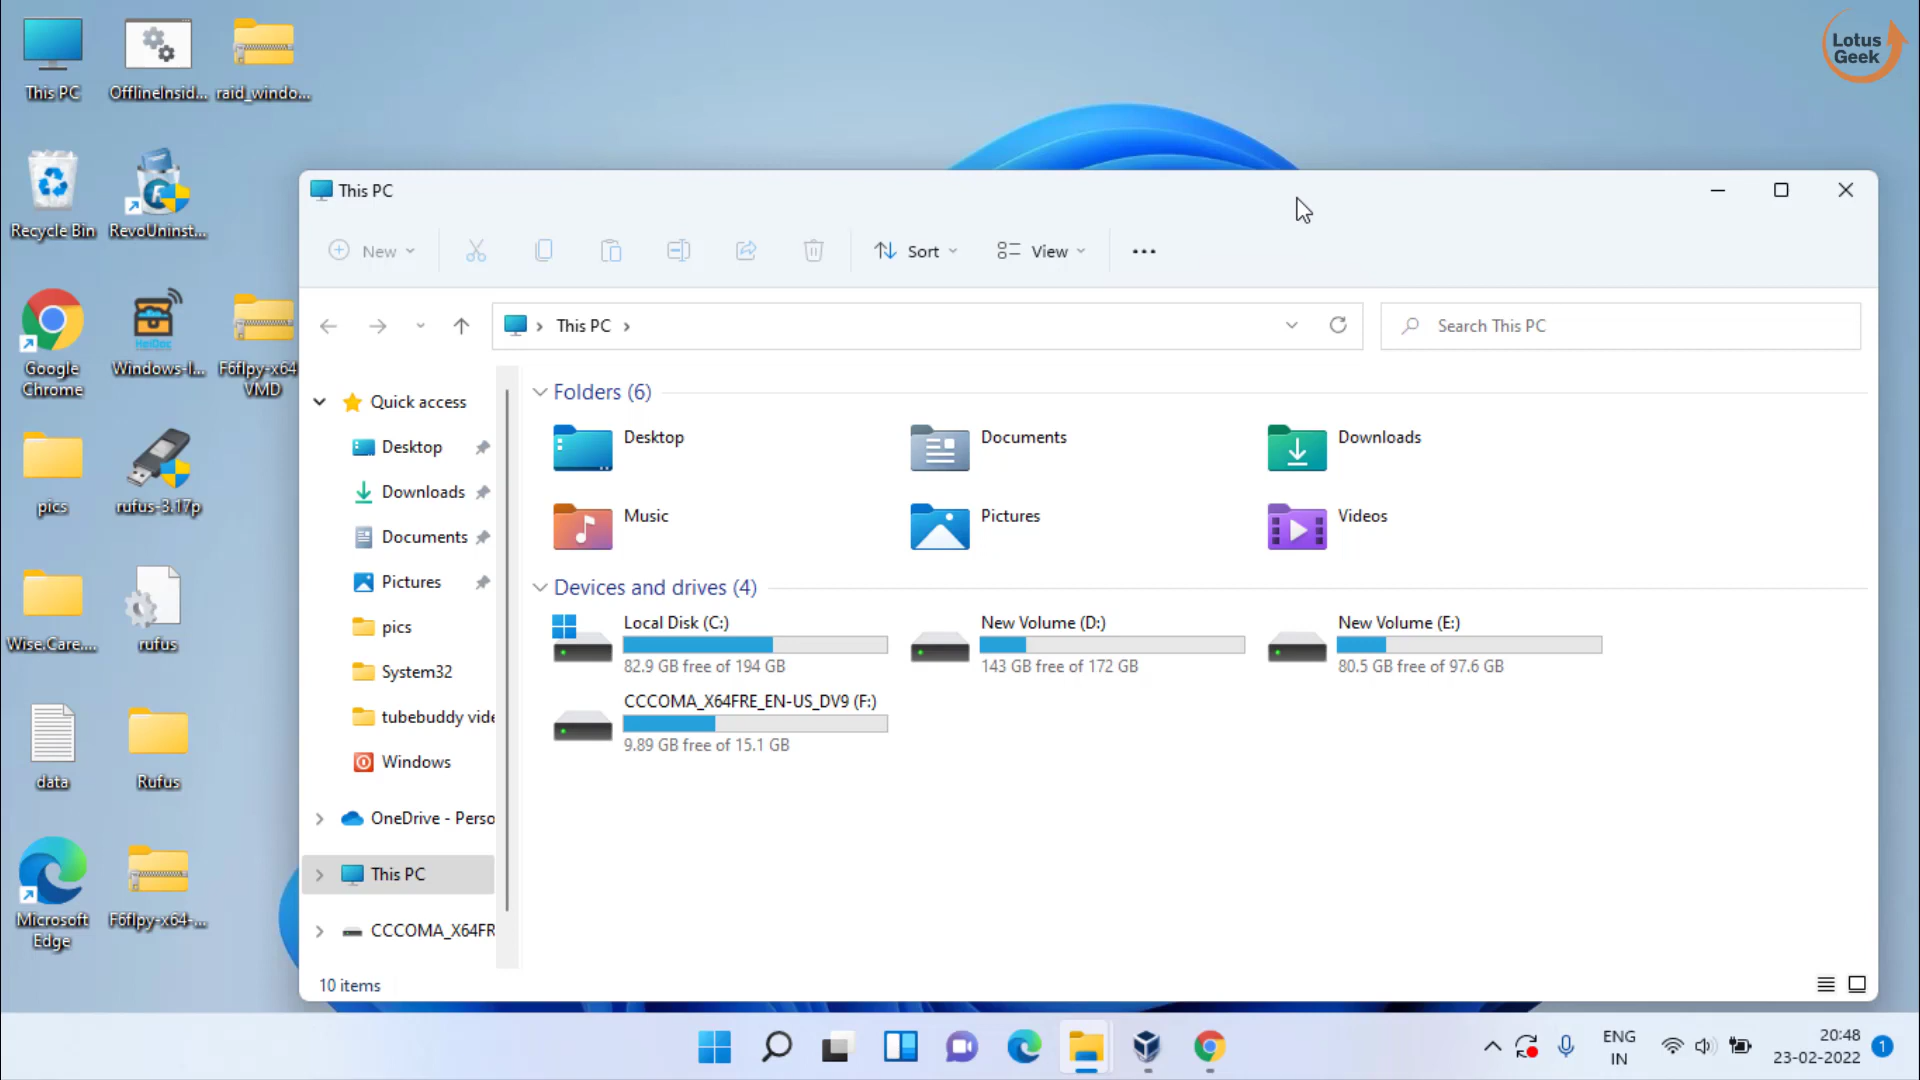 This PC
OfflineInsid...
raid_windo...
Lotus
Geek
Recycle Bin
RevoUninst...
Google
Chrome
Windows-I...
F6flpy-x64
VMD
pics
rufus-3.17p
Wise.Care....
rufus
data
Rufus
Microsoft
Edge
F6flpy-x64-...
This PC
New
Sort
View
This PC
Search This PC
Quick access
Desktop
Downloads
Documents
Pictures
pics
System32
tubebuddy vide
Windows
OneDrive - Perso
This PC
CCCOMA_X64FR
Folders (6)
Desktop
Documents
Downloads
Music
Pictures
Videos
Devices and drives (4)
Local Disk (C:)
82.9 GB free of 194 GB
New Volume (D:)
143 GB free of 172 GB
New Volume (E:)
80.5 GB free of 97.6 GB
CCCOMA_X64FRE_EN-US_DV9 (F:)
9.89 GB free of 15.1 GB
10 items
HeiDoc
ENG
IN
20:48
23-02-2022
1